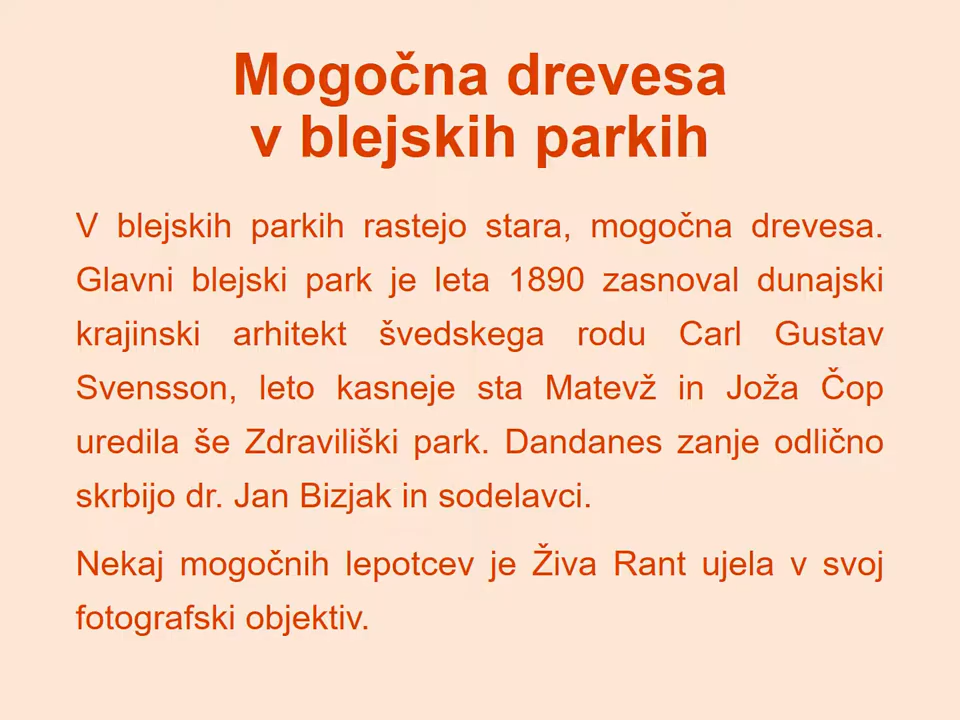 Mogočna drevesa
v blejskih parkih
V blejskih parkih rastejo stara, mogočna drevesa.
Glavni blejski park je leta 1890 zasnoval dunajski
krajinski arhitekt švedskega rodu Carl Gustav
Svensson, leto kasneje sta Matevž in Joža Čop
uredila še Zdraviliški park. Dandanes zanje odlično
skrbijo dr. Jan Bizjak in sodelavci.
Nekaj mogočnih lepotcev je Živa Rant ujela v svoj
fotografski objektiv.